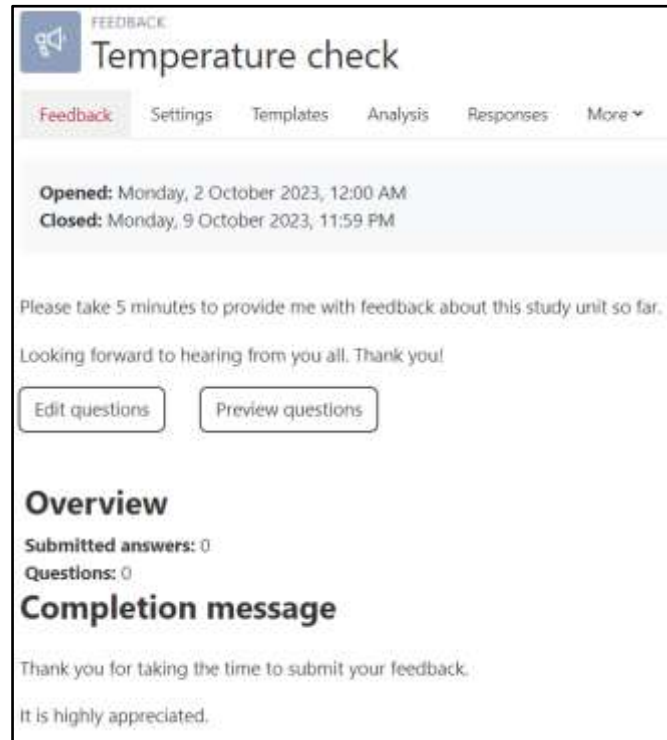 FEEDBACK
Temperature check
Feedback Settings Templates Analysis Responses More
Opened: Monday, 2 October 2023, 12:00 AM
Closed: Monday, 9 October 2023, 11:59 PM
Please take 5 minutes to provide me with feedback about this study unit so far.
Looking forward to hearing from you all. Thank you!
Edit questions Preview questions
Overview
Submitted answers: 0
Questions: 0
Completion message
Thank you for taking the time to submit your feedback.
It is highly appreciated.